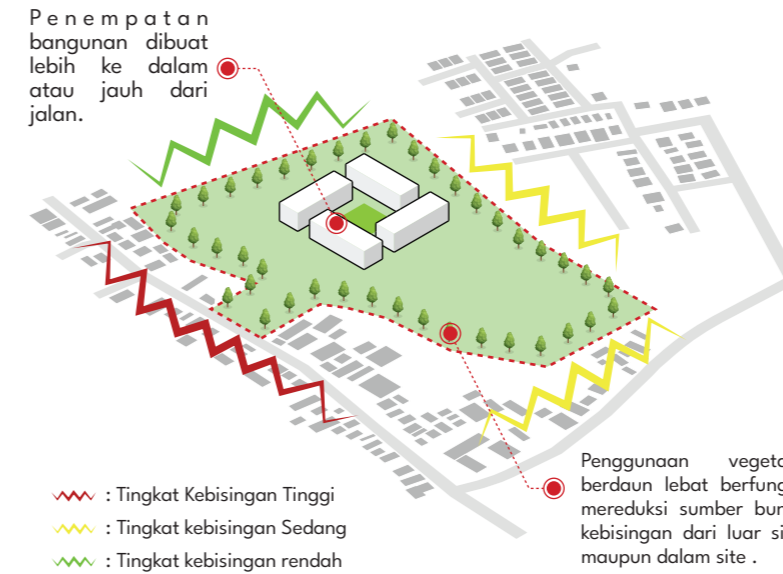 Penempatan
bangunan dibuat
lebih ke dalam
atau jauh dari
jalan.
: Tingkat Kebisingan Tinggi
: Tingkat kebisingan Sedang
: Tingkat kebisingan rendah
Penggunaan
berdaun lebat
mereduksi sumber
kebisingan dari luar
maupun dalam site .